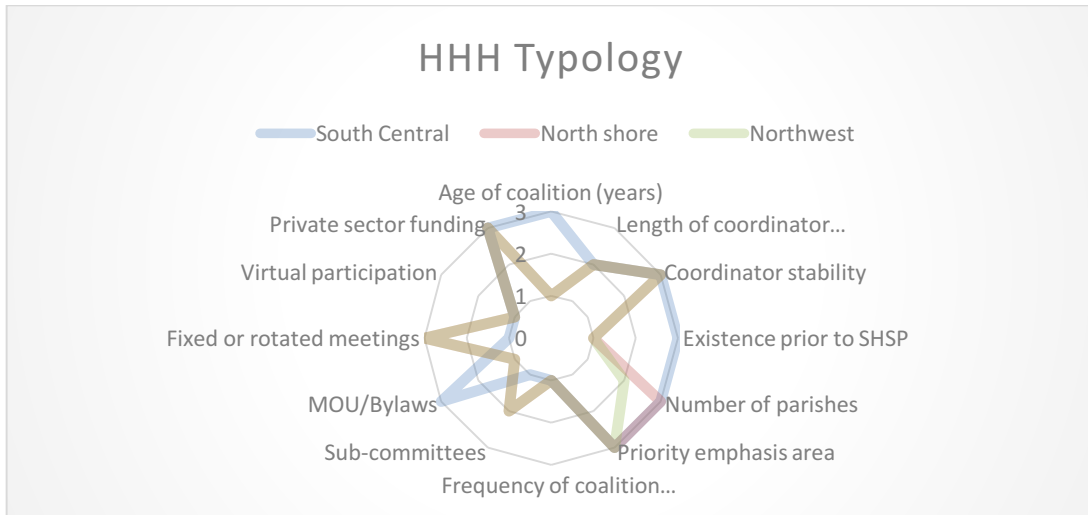 HHH Typology
South Central North shore Northwest
Age of coalition (years)
Private sector funding 3 Length of coordinator...
Virtual participation 2 Coordinator stability
1
Fixed or rotated meetings 0 Existence prior to SHSP
MOU/Bylaws Number of parishes
Sub-committees Priority emphasis area
Frequency of coalition...